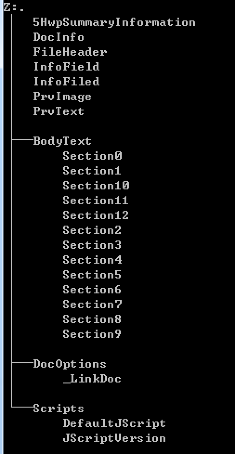 Z:.
5HwpSummaryInformation
DocInfo
FileHeader
InfoField
InfoFiled
PrvImage
PrvText
BodyText
Section0
Section1
Section10
Section11
Section12
Section2
Section3
Section4
Section5
Section6
Section7
Section8
Section9
DocOptions
_LinkDoc
Scripts
DefaultJScript
JScriptVersion